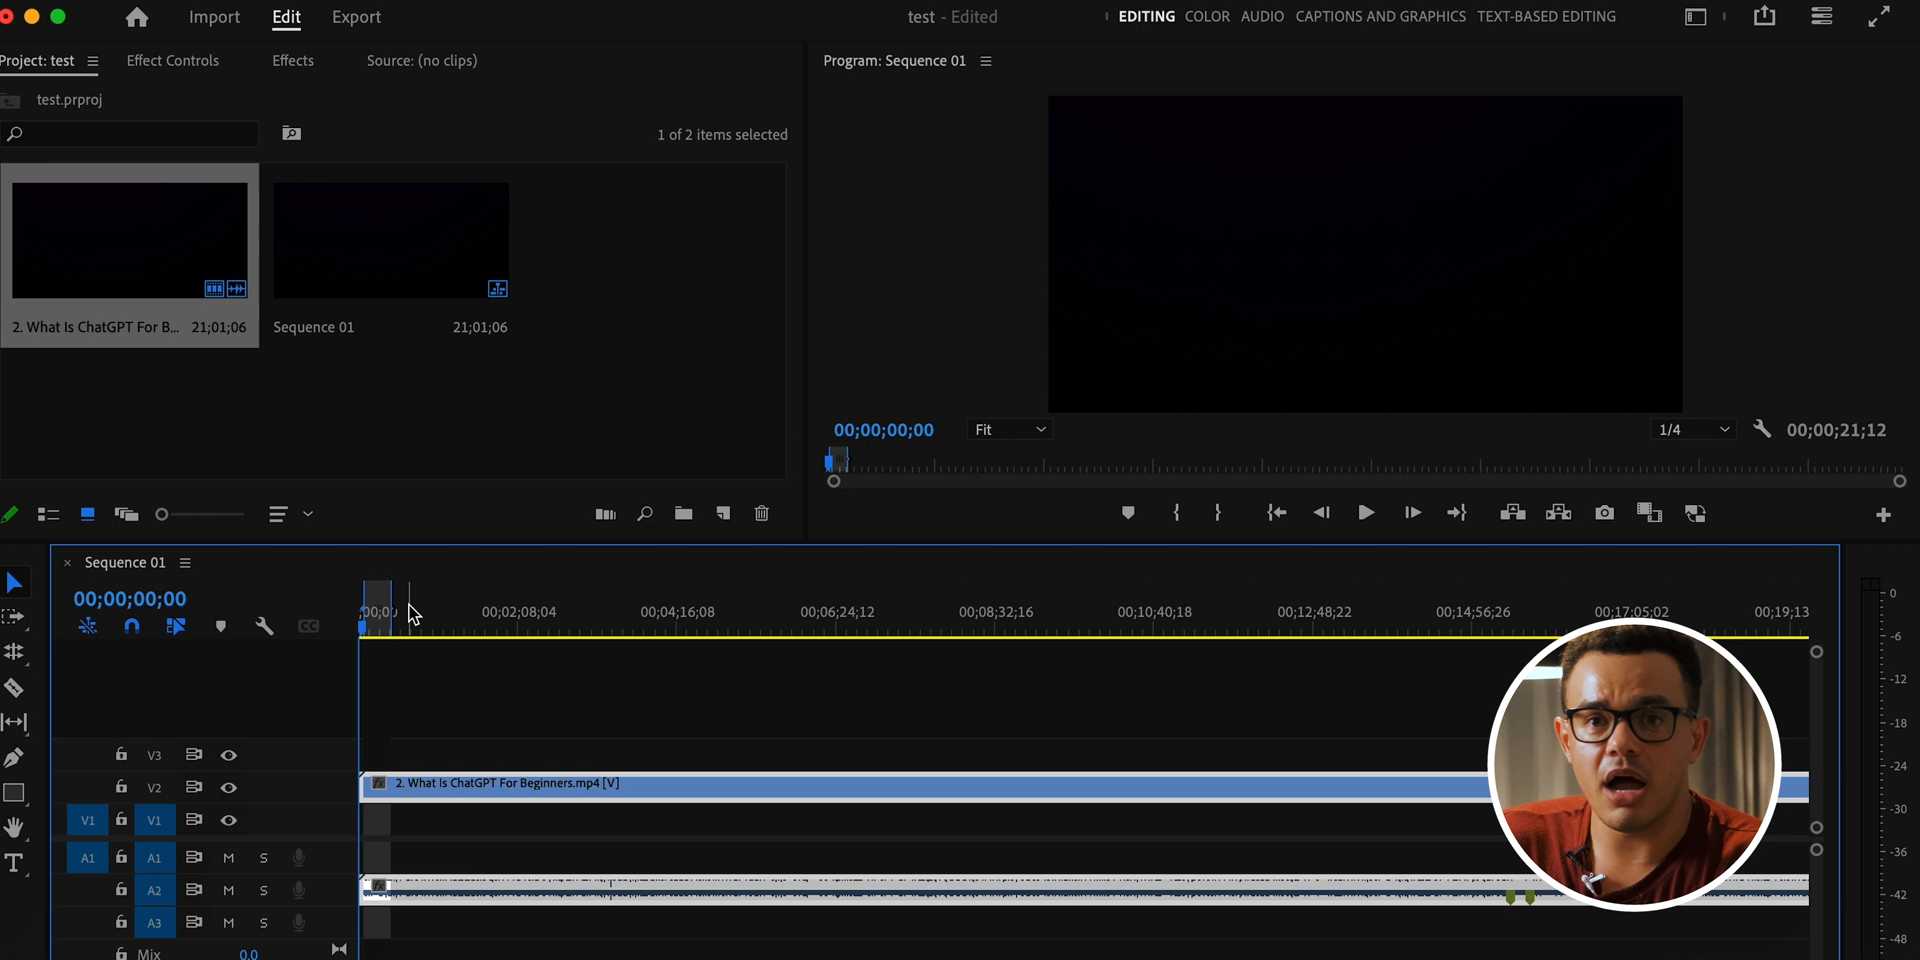 Import Edit Export test - Edited EDITING COLOR AUDIO CAPTIONS AND GRAPHICS TEXT-BASED EDITING
Project: test Effect Controls Effects Source: (no clips)
Program: Sequence 01
test.prproj
1 of 2 items selected
2. What Is ChatGPT For B... 21;01;06
Sequence 01 21;01;06
00;00;00;00 Fit 1/4 00;00;21;12
Sequence 01
00;00;00;00
;00;00 00;02;08;04 00;04;16;08 00;06;24;12 00;08;32;16 00;10;40;18 00;12;48;22 00;14;56;26 00;17;05;02 00;19;13
V3
V2
2. What Is ChatGPT For Beginners.mp4 [V]
fx
V1 V1
A1 A1 M S
A2 M S
fx
A3 M S
Mix 0.0
0
-6
-12
-18
-24
-30
-36
-42
-48